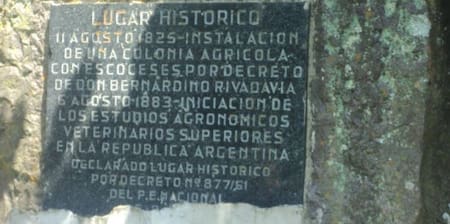 LUGAR HISTORICO
11 AGOSTO 1825-INSTALACION
DE UNA COLONIA AGRICOLA
CON ESCOCESES, POR DECRETO
DE DON BERNARDINO RIVADAVIA
6 AGOSTO 1883-INICIACION DE
LOS ESTUDIOS AGRONOMICOS
VETERINARIOS SUPERIORES
EN LA REPUBLICA ARGENTINA
DECLARADO LUGAR HISTORICO
POR DECRETO Nº 877/51
DEL P.E. NACIONAL